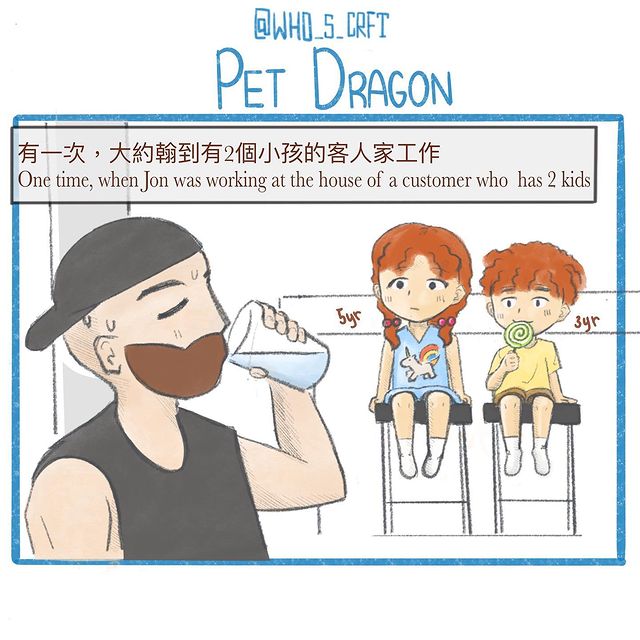 @WHO_S_CRFT
PET DRAGON
有一次，大約翰到有2個小孩的客人家工作
One time, when Jon was working at the house of a customer who has 2 kids
5yr
3yr